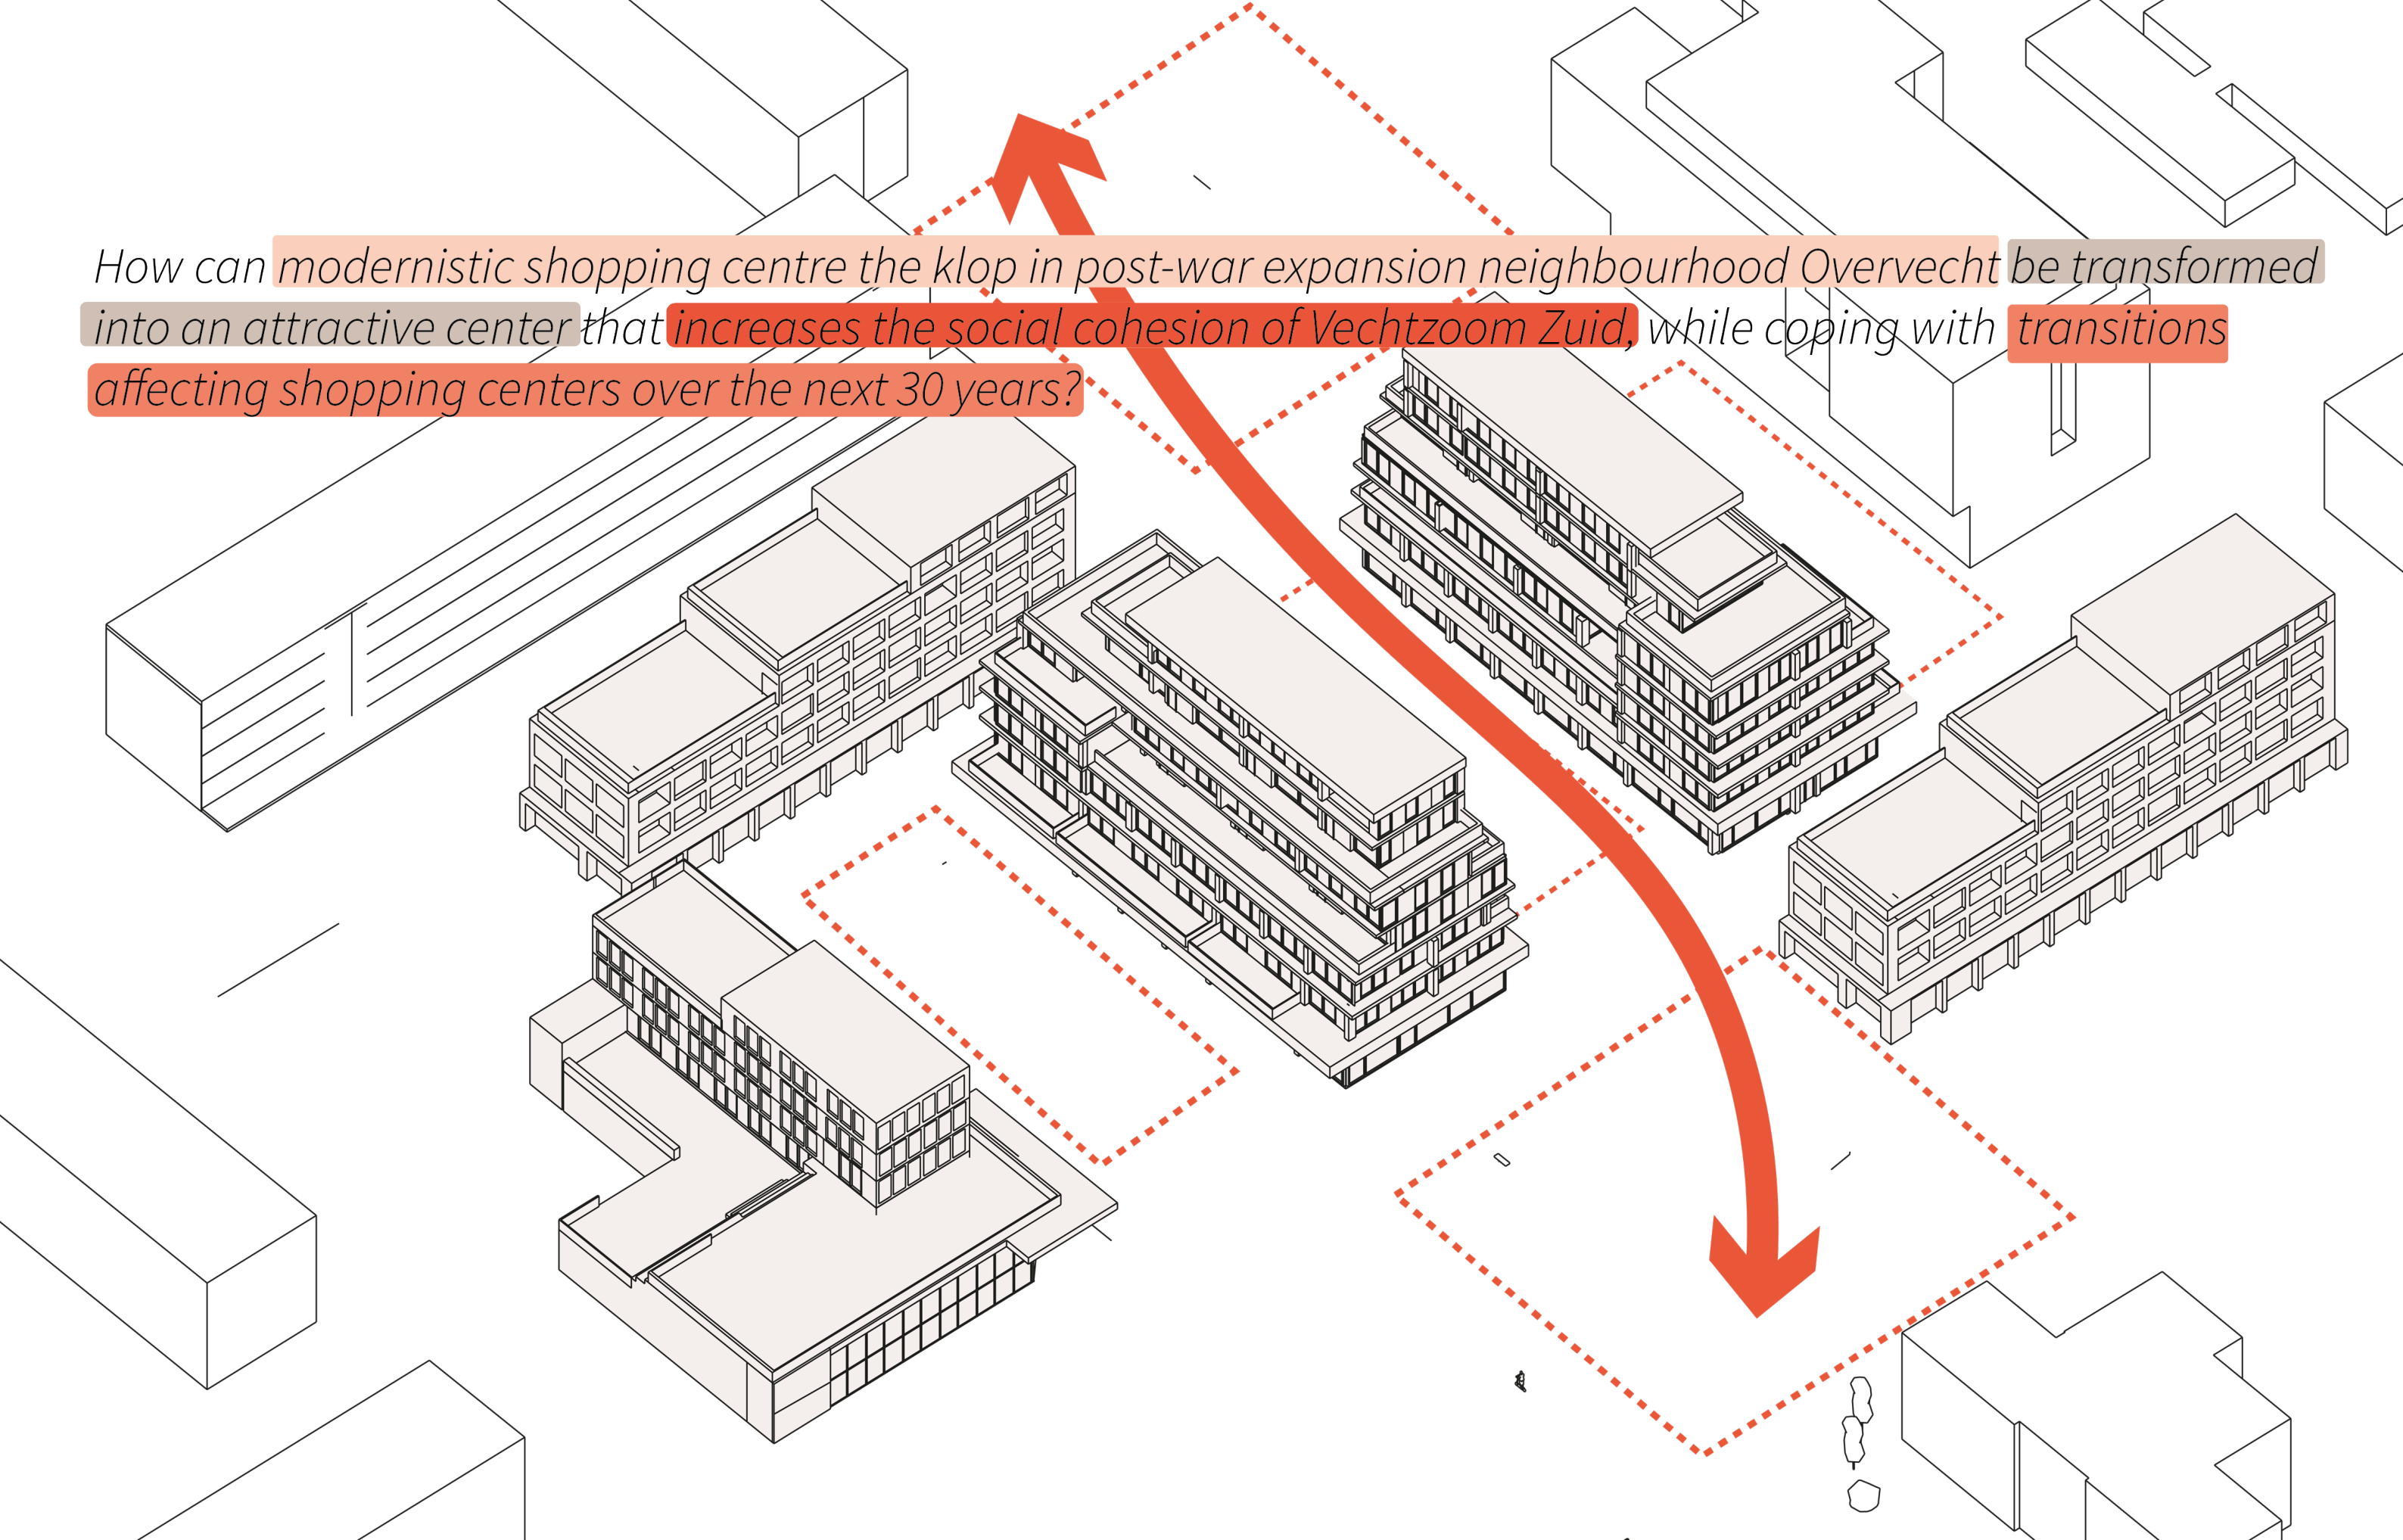 How can modernistic shopping centre the klop in post-war expansion neighbourhood Overvecht be transformed
into an attractive center that increases the social cohesion of Vechtzoom Zuid, while coping with transitions
affecting shopping centers over the next 30 years?